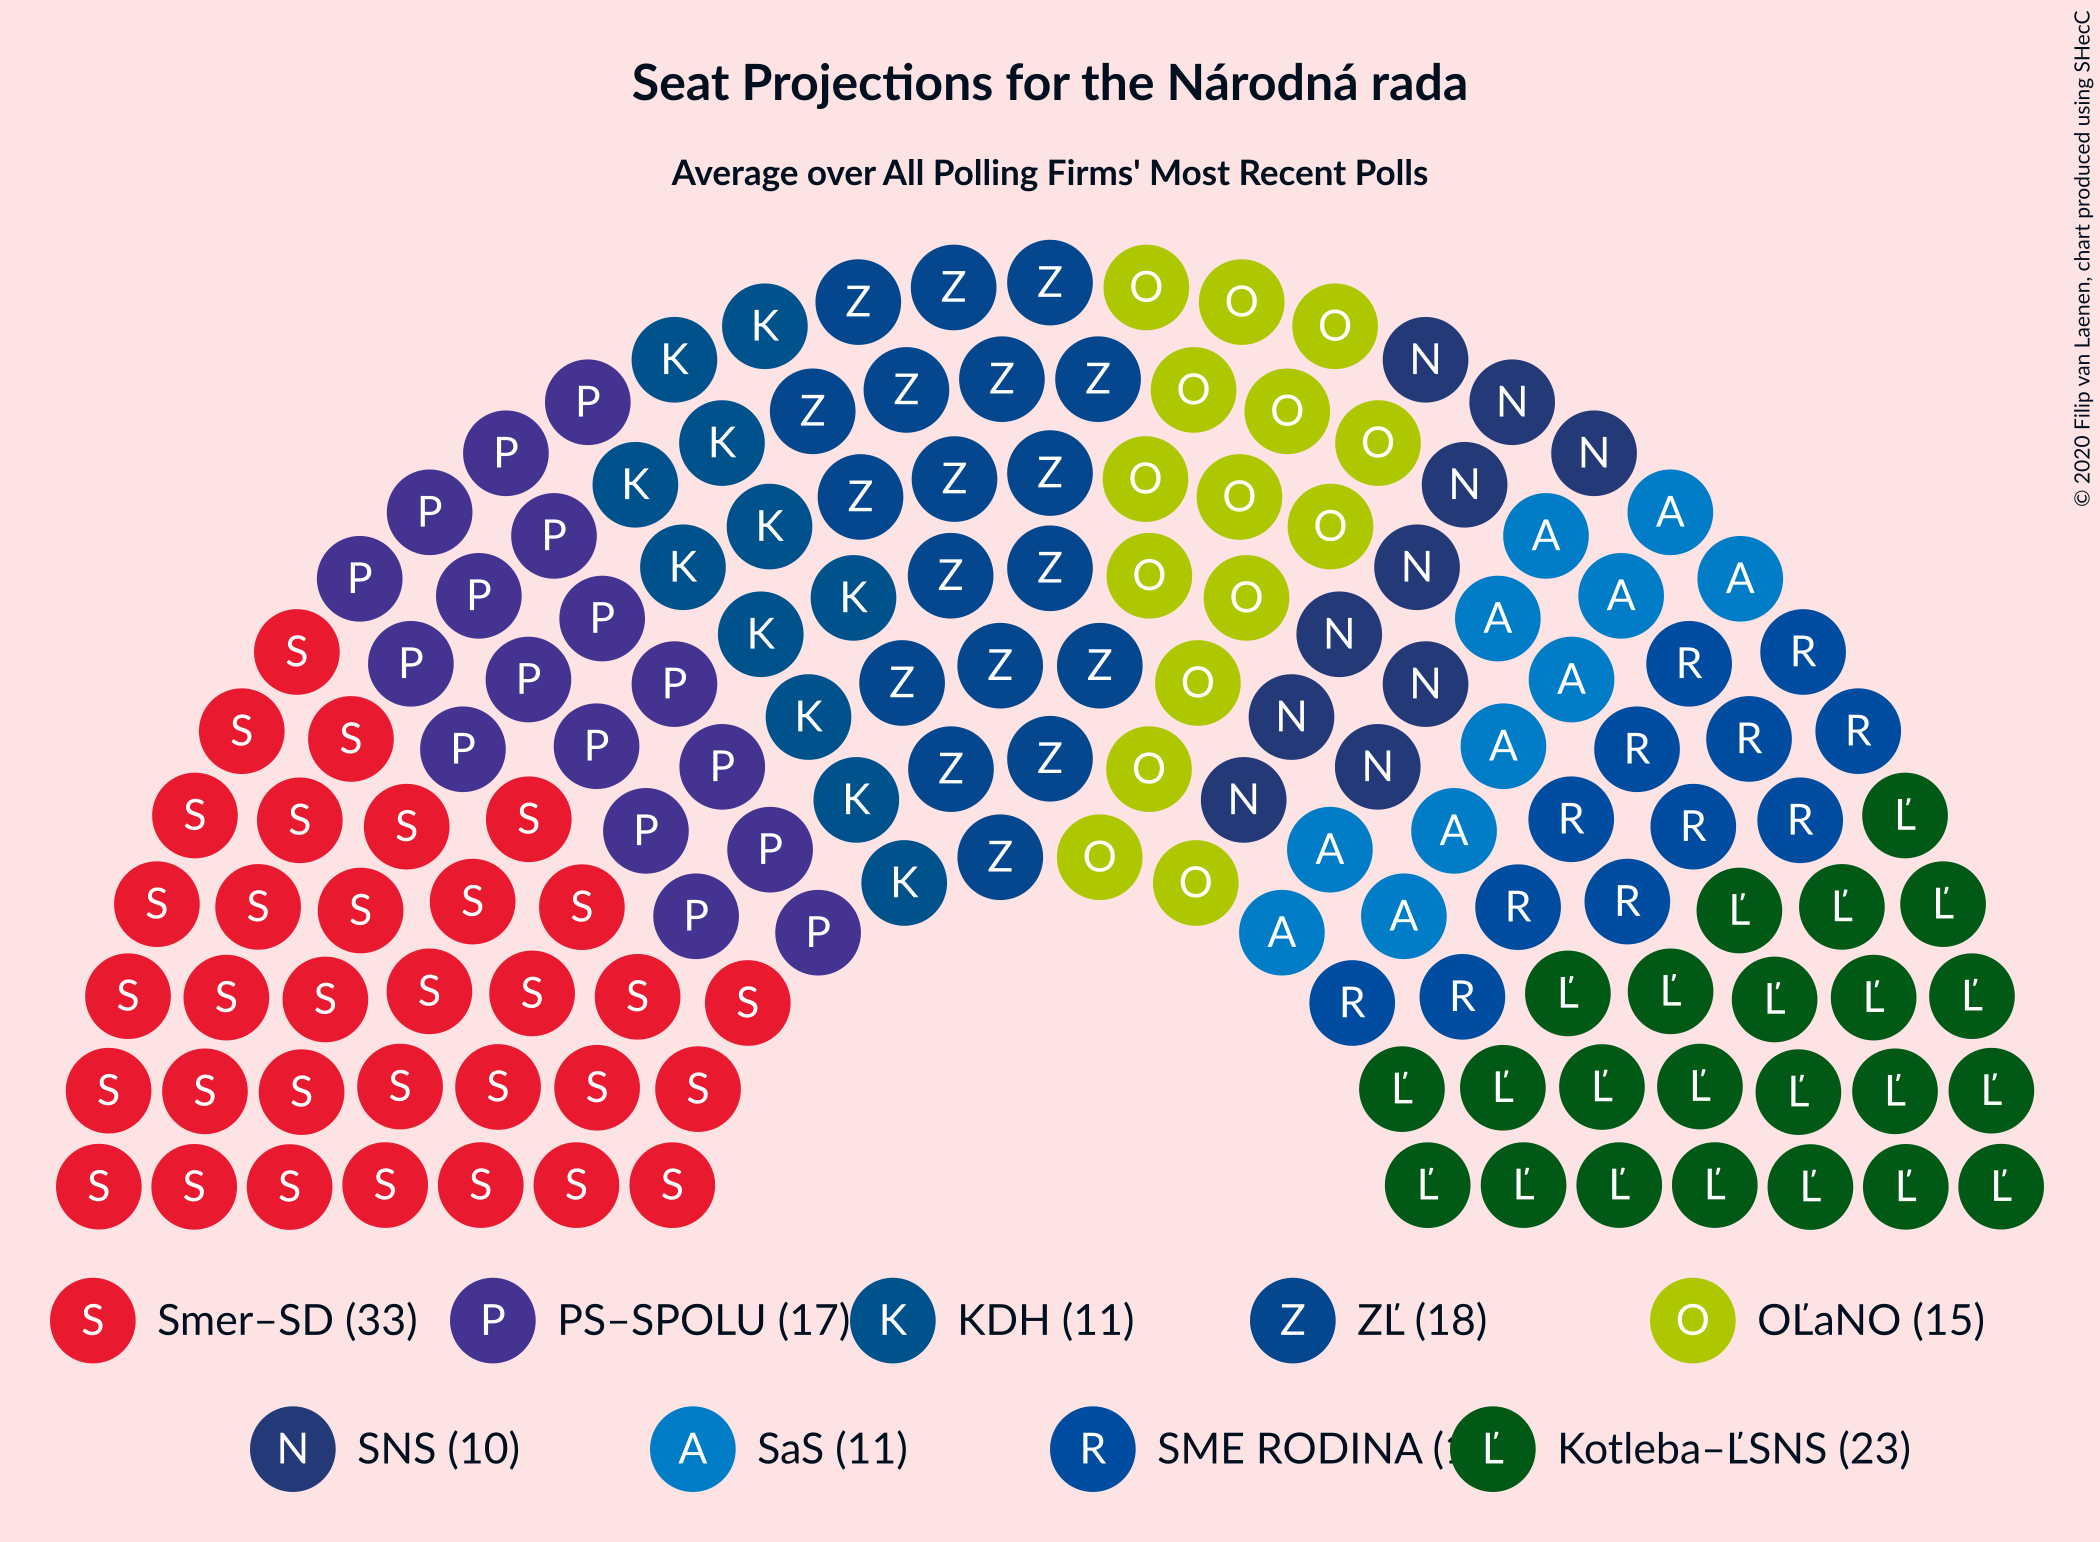 Seat Projections for the Národná rada
Average over All Polling Firms' Most Recent Polls
© 2020 Filip van Laenen, chart produced using SHecC
Z Z Z O O O
K K Z Z Z Z O O O N N N
P P P K K K Z Z Z O O O N N A A A
P P P K K K Z Z O O N N A A A
S P P P P K Z Z Z O N N A A R R
S S P P P K Z Z O N N A R R R
S S S S P P K Z O O N A A R R R Ľ
S S S S S P P K A A R R Ľ Ľ Ľ
S S S S S S S R R Ľ Ľ Ľ Ľ Ľ
S S S S S S S Ľ Ľ Ľ Ľ Ľ Ľ Ľ
S S S S S S S Ľ Ľ Ľ Ľ Ľ Ľ Ľ
S Smer–SD (33) P PS–SPOLU (17) K KDH (11) Z ZĽ (18) O OĽaNO (15)
N SNS (10) A SaS (11) R SME RODINA Ľ Kotleba–ĽSNS (23)